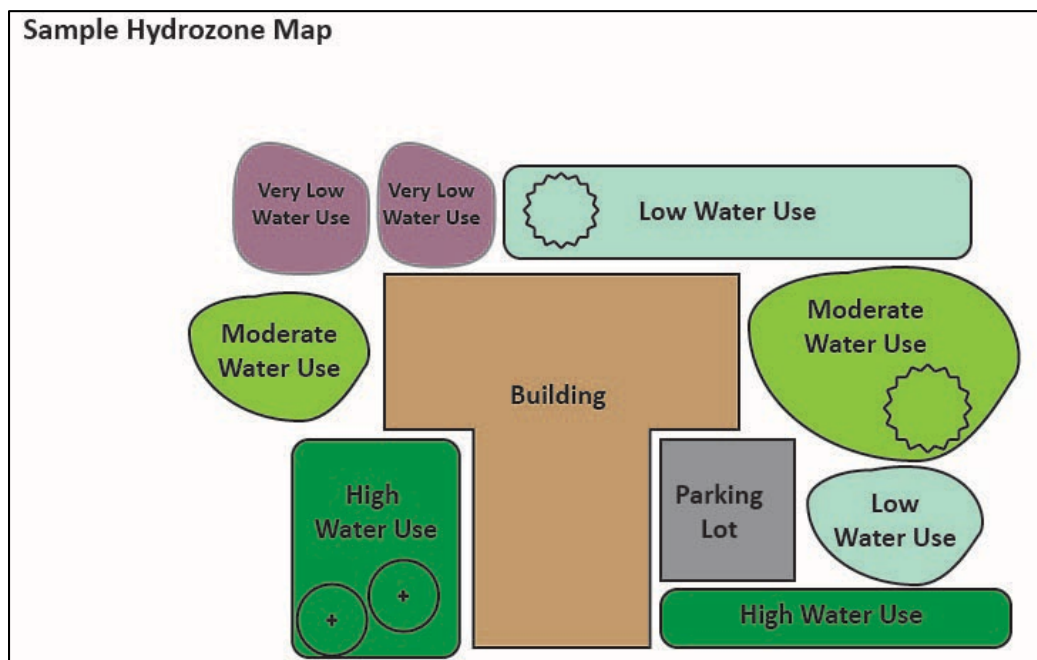 Sample Hydrozone Map
Very Low
Water Use
Very Low
Water Use
Low Water Use
Moderate
Water Use
Moderate
Water Use
Building
High
Water Use
Parking
Lot
Low
Water Use
High Water Use